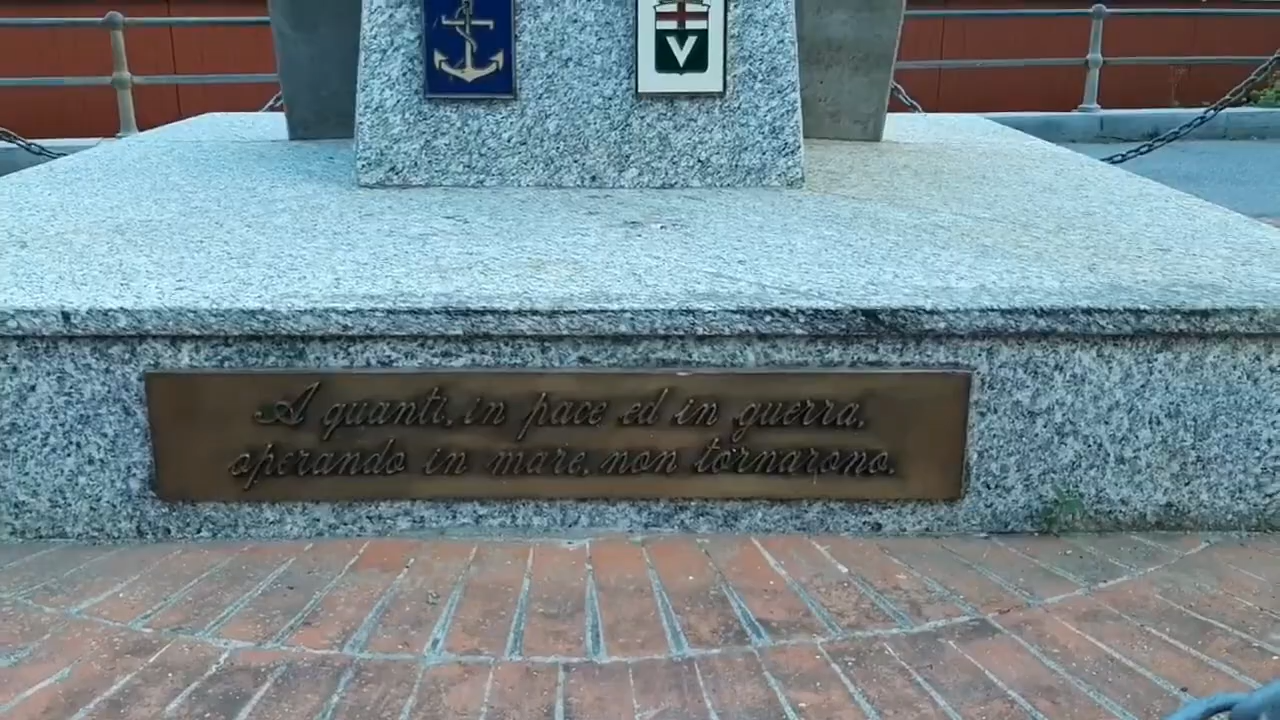 V
A quanti, in pace ed in guerra,
operando in mare, non tornarono.